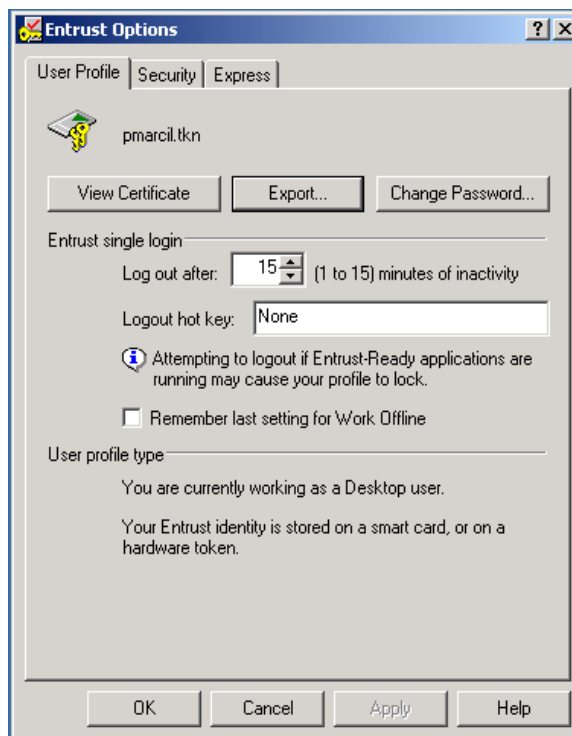 Entrust Options
User Profile Security Express
pmarcil.tkn
View Certificate Export... Change Password...
Entrust single login
Log out after: 15 (1 to 15) minutes of inactivity
Logout hot key: None
Attempting to logout if Entrust-Ready applications are
running may cause your profile to lock.
Remember last setting for Work Offline
User profile type
You are currently working as a Desktop user.
Your Entrust identity is stored on a smart card, or on a
hardware token.
OK Cancel Apply Help